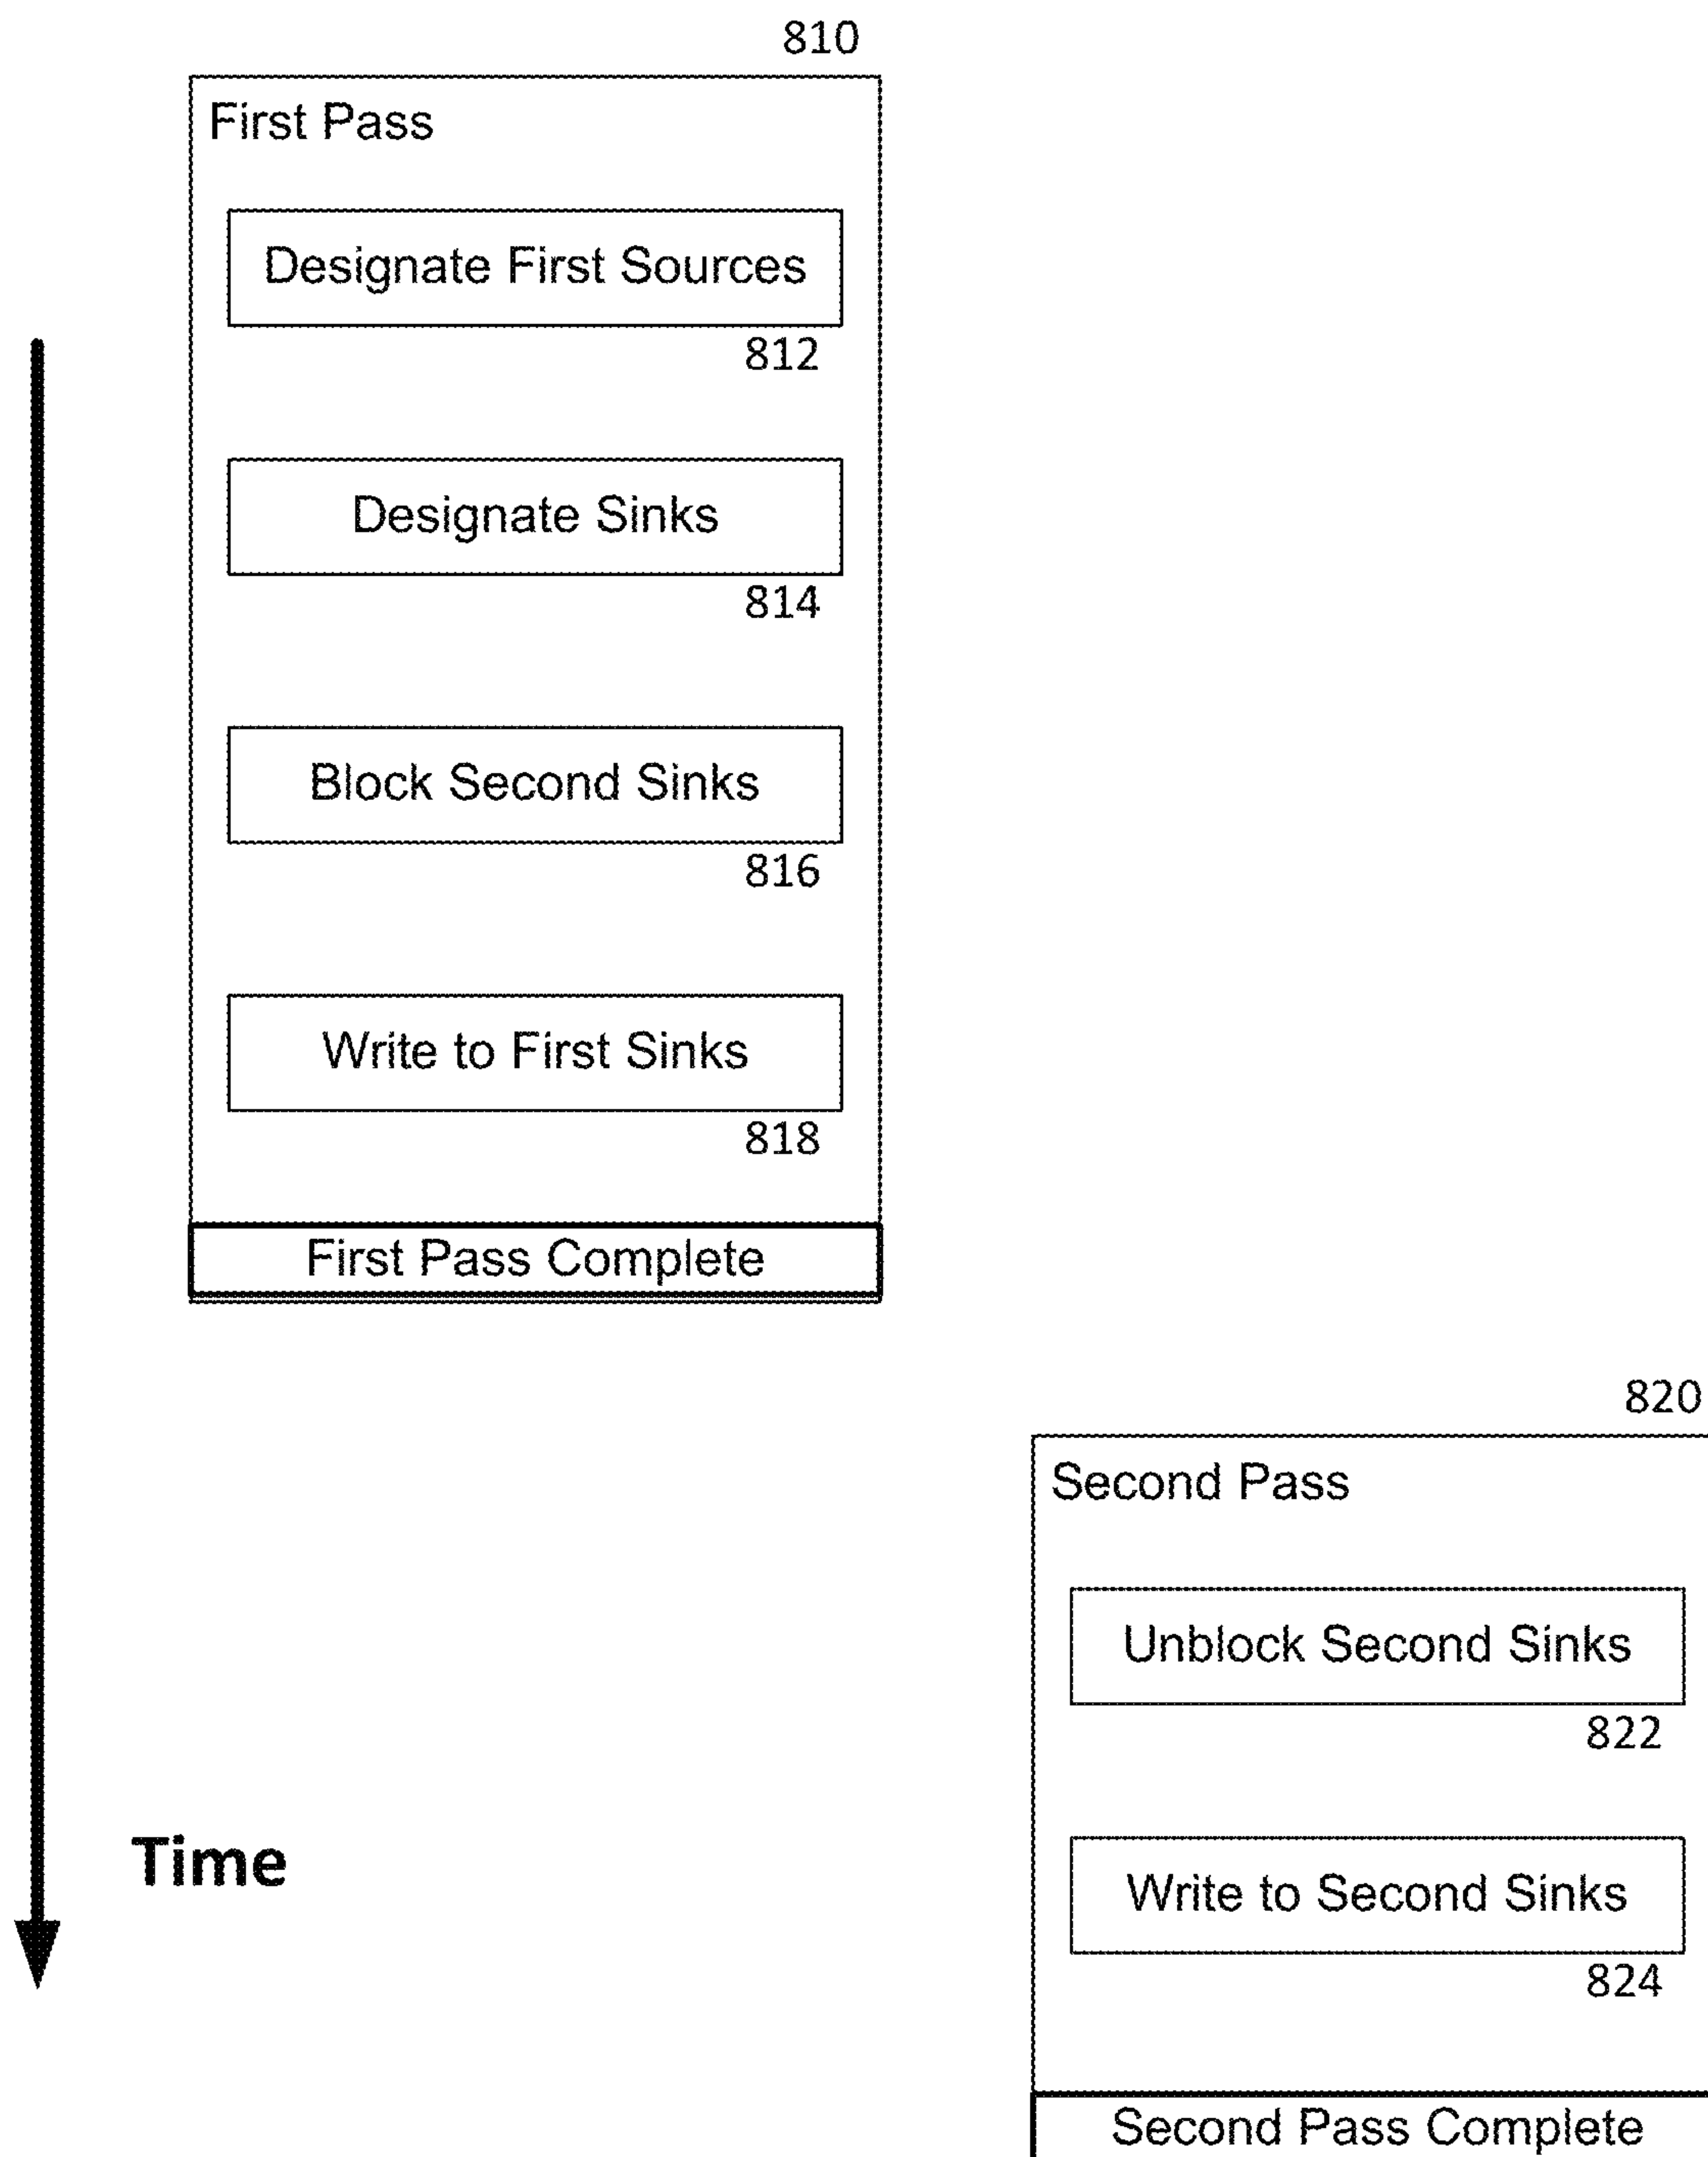 810
First Pass
Designate First Sources
812
Designate Sinks
814
Block Second Sinks
816
Write to First Sinks
818
First Pass Complete
820
Second Pass
Unblock Second Sinks
822
Time
Write to Second Sinks
824
Second Pass Complete